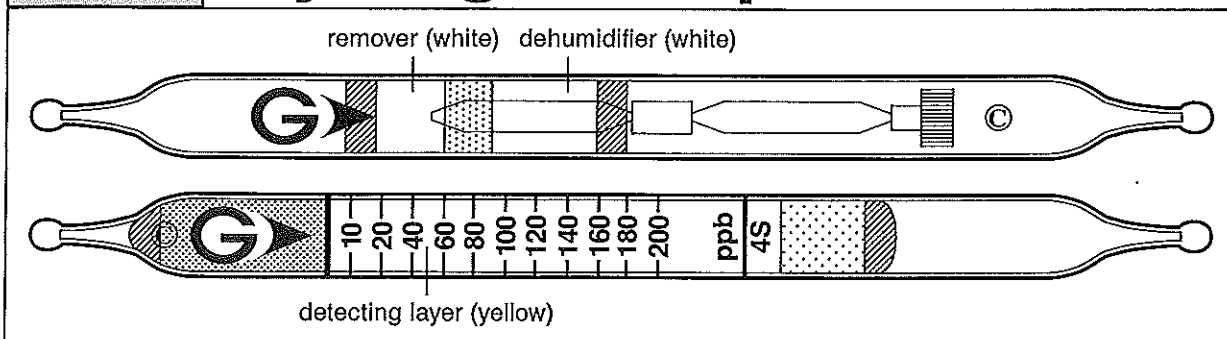 remover (white) dehumidifier (white)
G ©
G 10 20 40 60 80 100 120 140 160 180 200 ppb 4S
detecting layer (yellow)